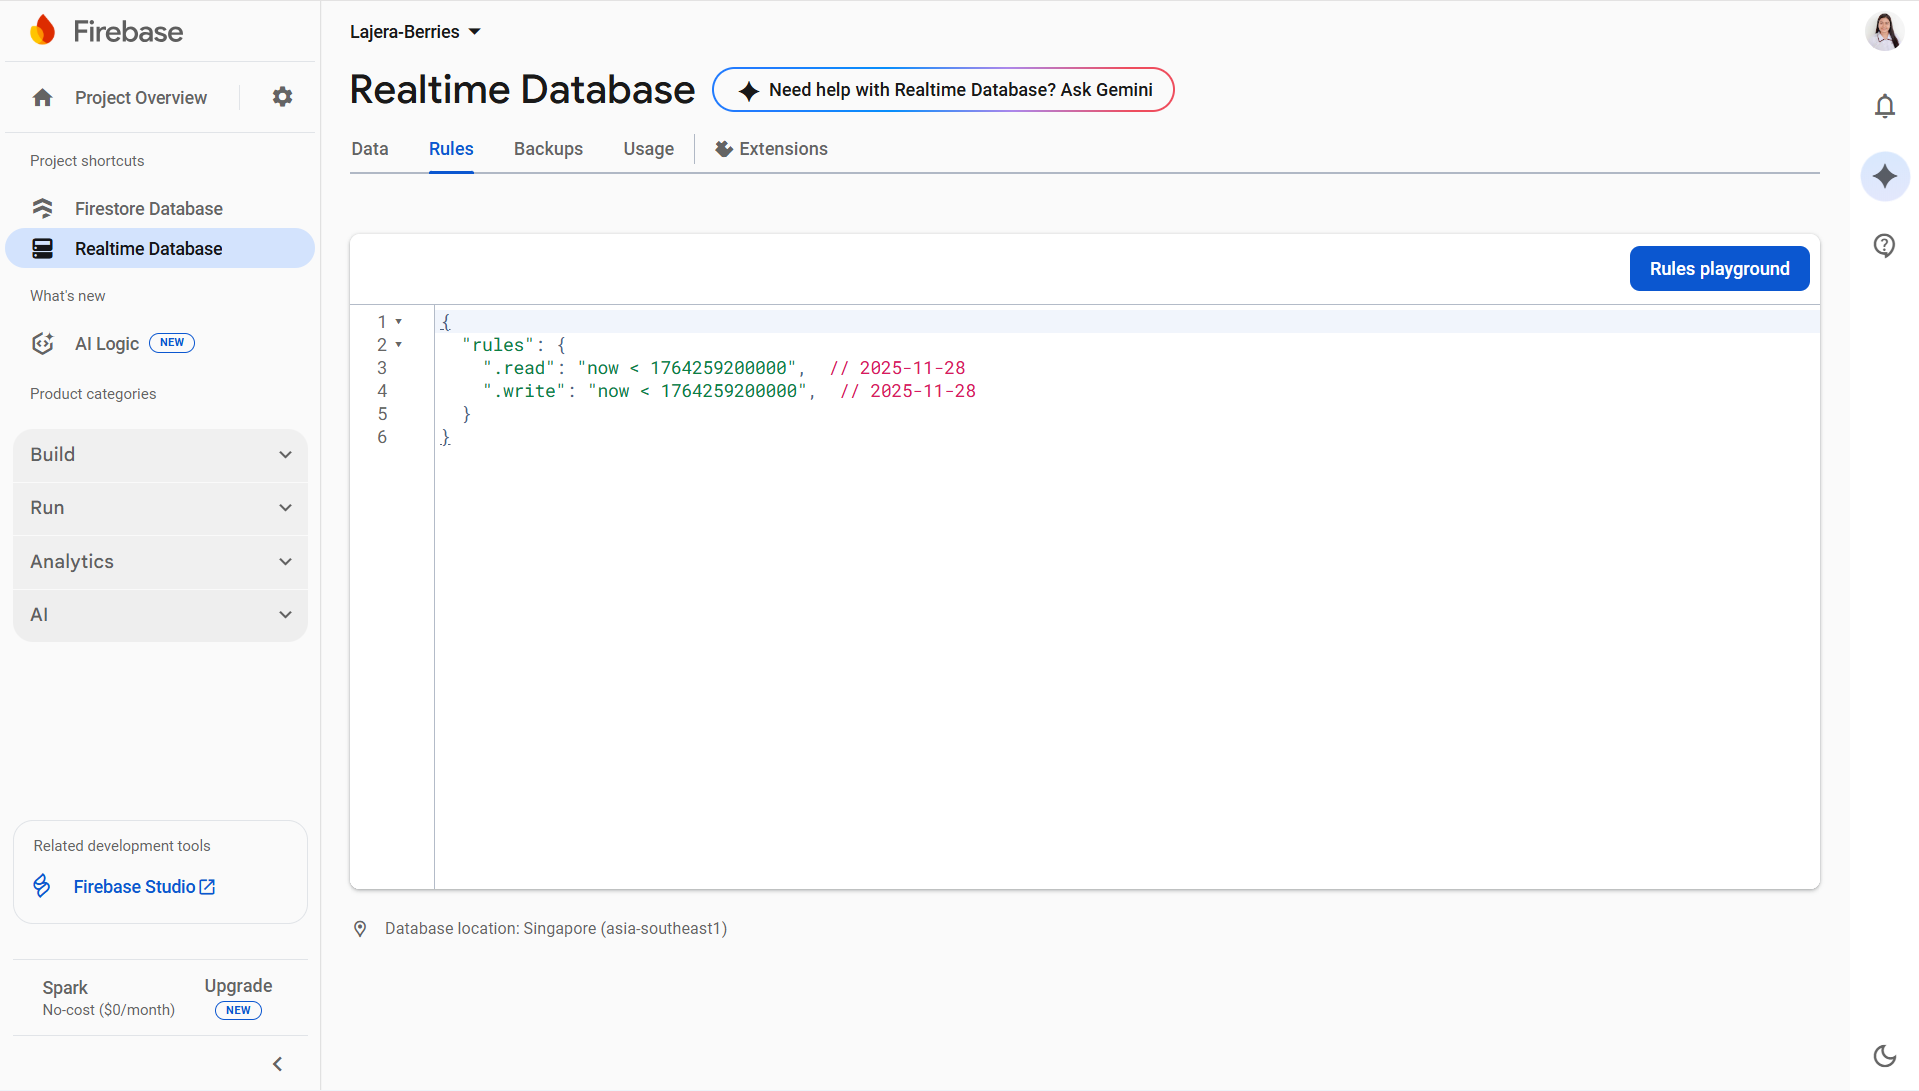 Firebase
Project Overview
Project shortcuts
Firestore Database
Realtime Database
What's new
AI Logic NEW
Product categories
Build
Run
Analytics
AI
Related development tools
Firebase Studio
Spark
No-cost ($0/month)
Upgrade
NEW
Lajera-Berries
Realtime Database
Need help with Realtime Database? Ask Gemini
Data Rules Backups Usage Extensions
Rules playground
1 {
2 "rules": {
3 ".read": "now < 1764259200000", // 2025-11-28
4 ".write": "now < 1764259200000", // 2025-11-28
5 }
6 }
Database location: Singapore (asia-southeast1)